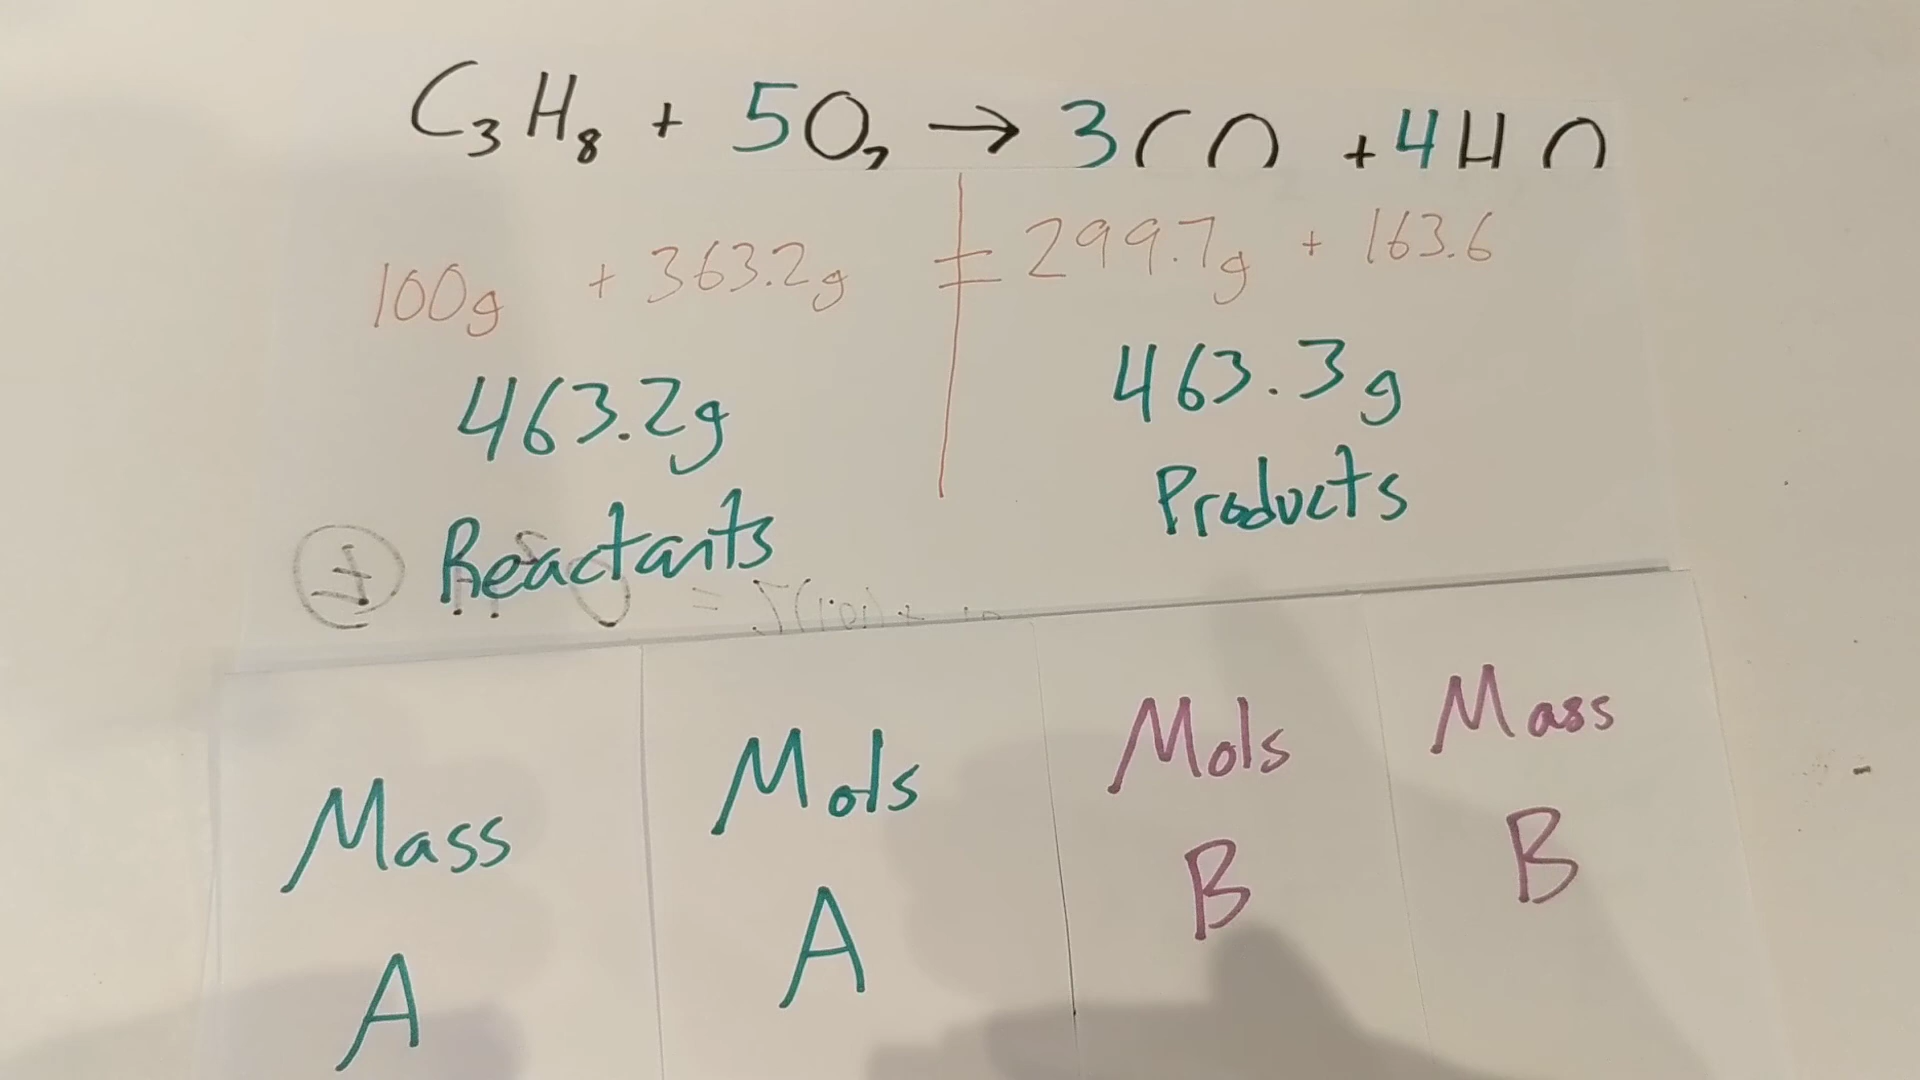 C₃H₈ + 5O₂ → 3CO + 4HO
100g + 363.2g = 299.7g + 163.6
463.2g 463.3g
Reactants Products
Mass Mols Mols Mass
A A B B